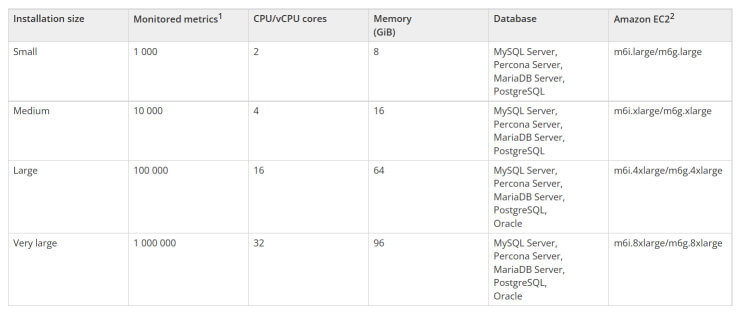 Installation size Monitored metrics1 CPU/vCPU cores Memory Database Amazon EC22
(GiB)
Small 1 000 2 8 MySQL Server, m6i.large/m6g.large
Percona Server,
MariaDB Server,
PostgreSQL
Medium 10 000 4 16 MySQL Server, m6i.xlarge/m6g.xlarge
Percona Server,
MariaDB Server,
PostgreSQL
Large 100 000 16 64 MySQL Server, m6i.4xlarge/m6g.4xlarge
Percona Server,
MariaDB Server,
PostgreSQL,
Oracle
Very large 1 000 000 32 96 MySQL Server, m6i.8xlarge/m6g.8xlarge
Percona Server,
MariaDB Server,
PostgreSQL,
Oracle